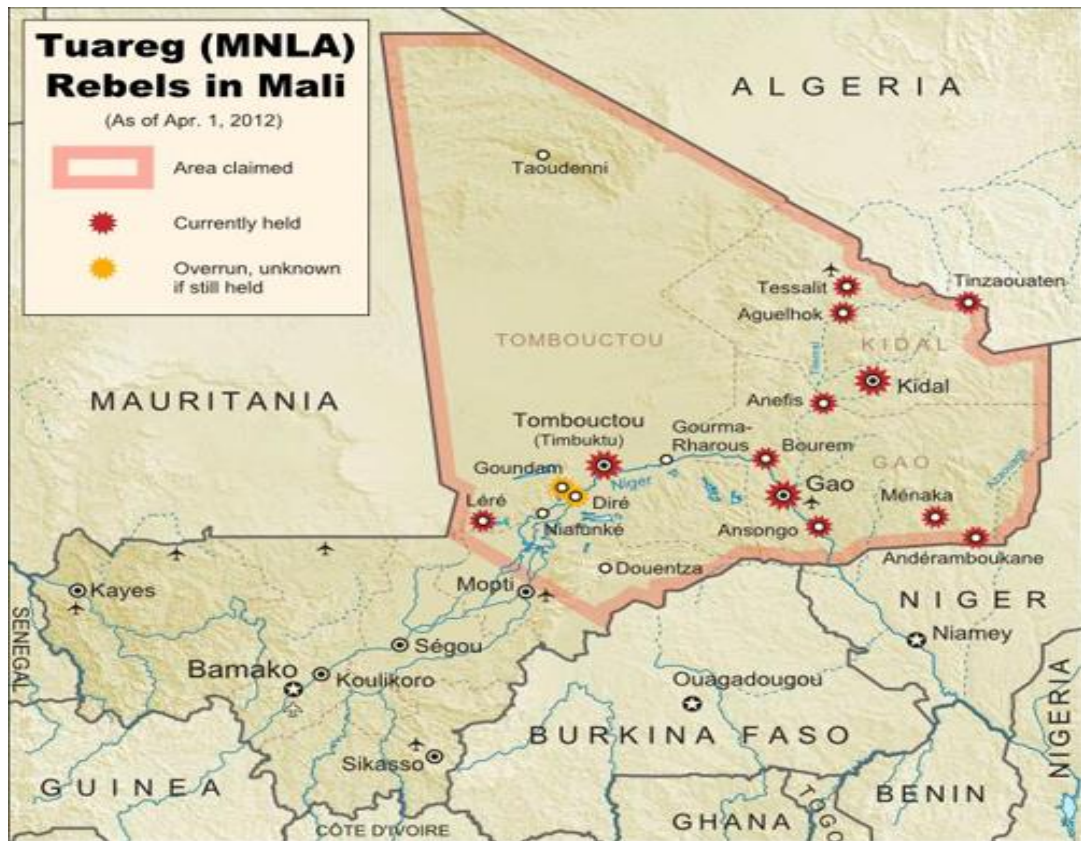 Tuareg (MNLA)
Rebels in Mali
(As of Apr. 1, 2012)
Area claimed
Currently held
Overrun, unknown
if still held
ALGERIA
Taoudenni
Tessalit
Tinzaouaten
Aguelhok
TOMBOUCTOU
KIDAL
Tilemsi
Kidal
MAURITANIA
Anefis
Tombouctou
(Timbuktu)
Gourma-
Rharous
Bourem
Goundam
Niger
GAO
Azaouagh
Gao
Ménaka
Léré
Diré
Niafunké
Ansongo
Andéramboukane
Douentza
Mopti
Kayes
NIGER
SENEGAL
Ségou
Niamey
Bamako
Koulikoro
Ouagadougou
BURKINA FASO
NIGERIA
Sikasso
GUINEA
BENIN
TOGO
GHANA
CÔTE D'IVOIRE